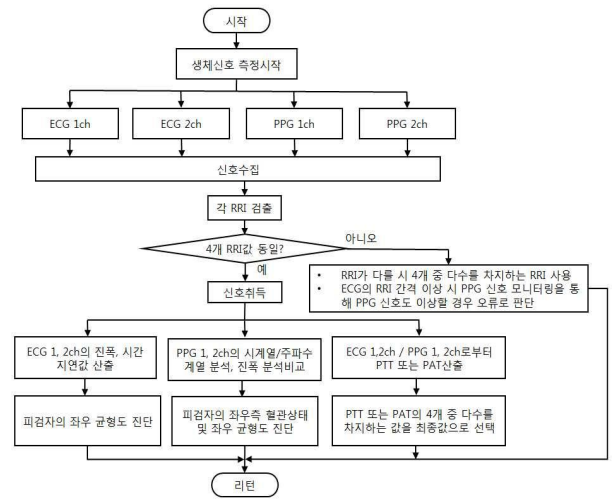 시작
생체신호 측정시작
ECG 1ch
ECG 2ch
PPG 1ch
PPG 2ch
신호수집
각 RRI 검출
4개 RRI값 동일?
아니오
예
• RRI가 다를 시 4개 중 다수를 차지하는 RRI 사용
• ECG의 RRI 간격 이상 시 PPG 신호 모니터링을 통
해 PPG 신호도 이상할 경우 오류로 판단
신호취득
ECG 1, 2ch의 진폭, 시간
지연값 산출
PPG 1, 2ch의 시계열/주파수
계열 분석, 진폭 분석비교
ECG 1,2ch / PPG 1, 2ch로부터
PTT 또는 PAT산출
피검자의 좌우 균형도 진단
피검자의 좌우측 혈관상태
및 좌우 균형도 진단
PTT 또는 PAT의 4개 중 다수를
차지하는 값을 최종값으로 선택
리턴